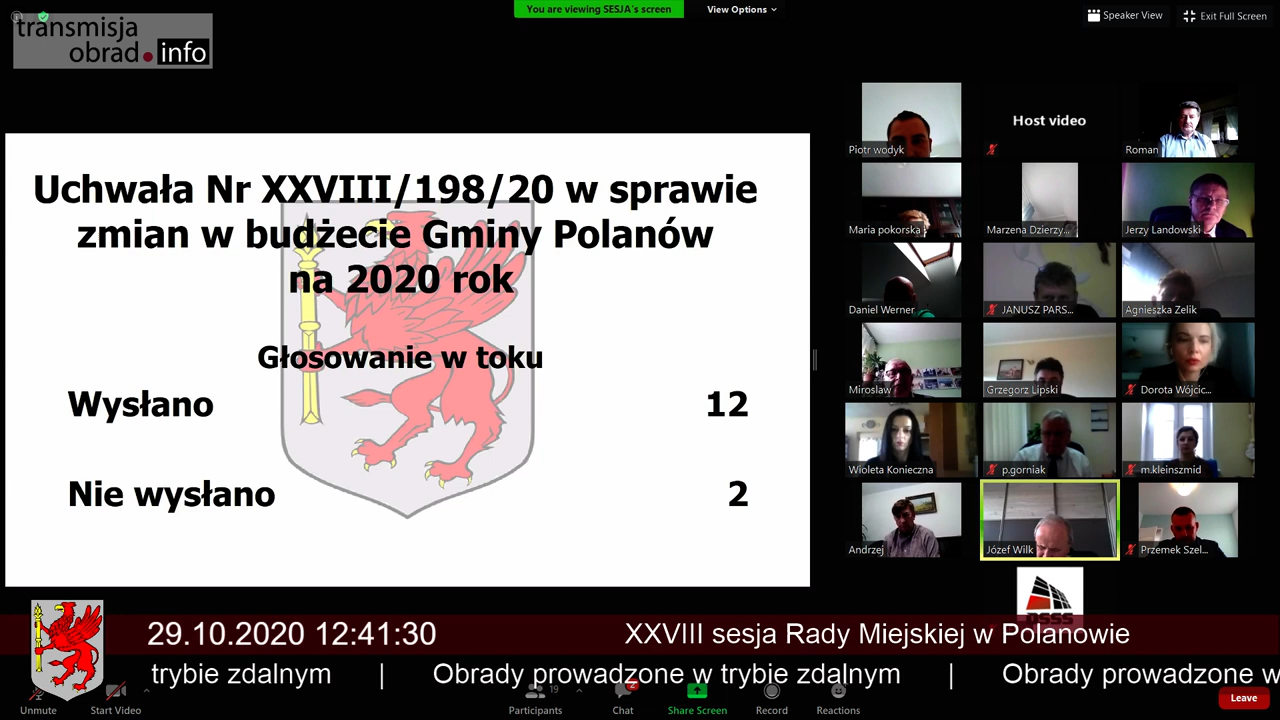 You are viewing SESJA's screen
View Options
Speaker View
Exit Full Screen
transmisja
obrad.info
Uchwała Nr XXVIII/198/20 w sprawie
zmian w budżecie Gminy Polanów
na 2020 rok
Głosowanie w toku
Wysłano 12
Nie wysłano 2
Piotr wodyk
Host video
Roman
Maria pokorska
Marzena Dzierzy...
Jerzy Landowski
Daniel Werner
JANUSZ PARS...
Agnieszka Zelik
Mirosław
Grzegorz Lipski
Dorota Wójcic...
Wioleta Konieczna
p.gorniak
m.kleinszmid
Andrzej
Józef Wilk
Przemek Szel...
29.10.2020 12:41:30
XXVIII sesja Rady Miejskiej w Polanowie
trybie zdalnym | Obrady prowadzone w trybie zdalnym | Obrady prowadzone w
19
2
Unmute
Start Video
Participants
Chat
Share Screen
Record
Reactions
Leave